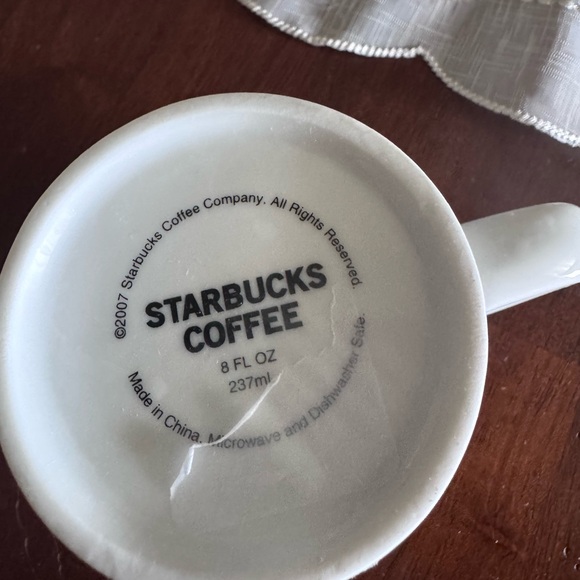 ©2007 Starbucks Coffee Company. All Rights Reserved.
STARBUCKS
COFFEE
8 FL OZ
237ml
Made in China. Microwave and Dishwasher Safe.